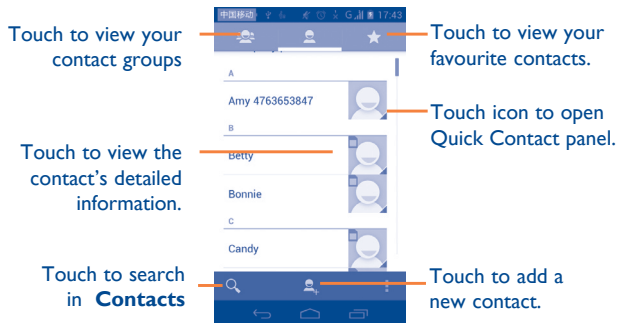 中国移动 G 17:43
Touch to view your
contact groups
Touch to view your
favourite contacts.
A
Amy 4763653847
Touch icon to open
Quick Contact panel.
B
Betty
Touch to view the
contact's detailed
information.
Bonnie
C
Candy
Touch to search
in Contacts
Touch to add a
new contact.